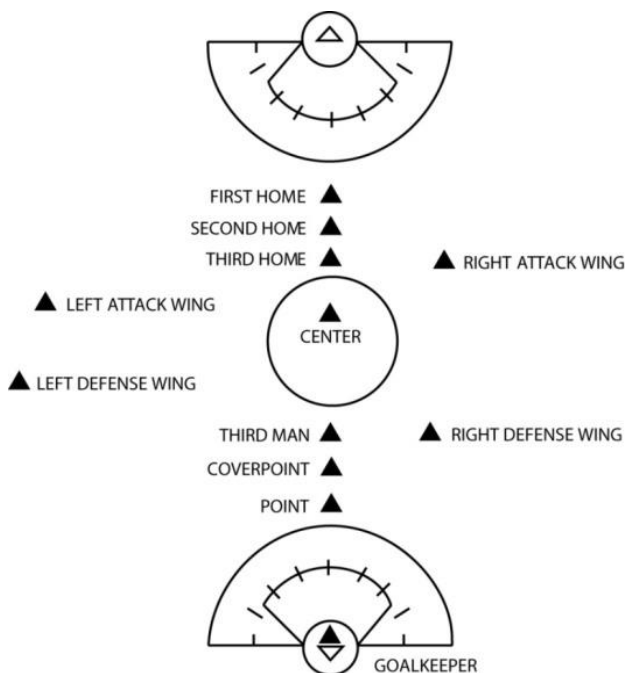 FIRST HOME
SECOND HOME
THIRD HOME
RIGHT ATTACK WING
LEFT ATTACK WING
CENTER
LEFT DEFENSE WING
THIRD MAN
RIGHT DEFENSE WING
COVERPOINT
POINT
GOALKEEPER